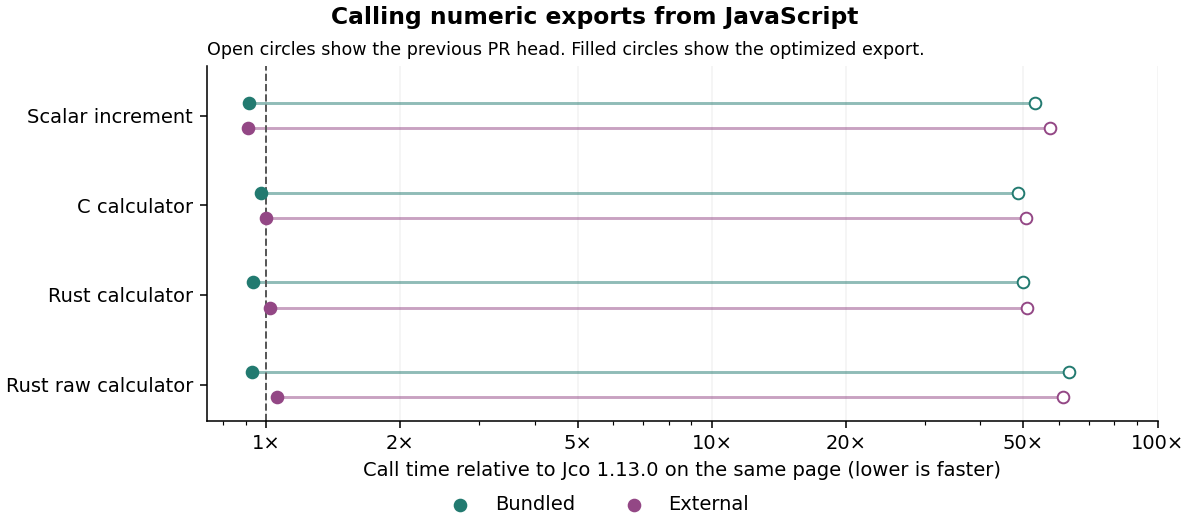 Calling numeric exports from JavaScript
Open circles show the previous PR head. Filled circles show the optimized export.
Scalar increment
C calculator
Rust calculator
Rust raw calculator
1× 2× 5× 10× 20× 50× 100×
Call time relative to Jco 1.13.0 on the same page (lower is faster)
Bundled External